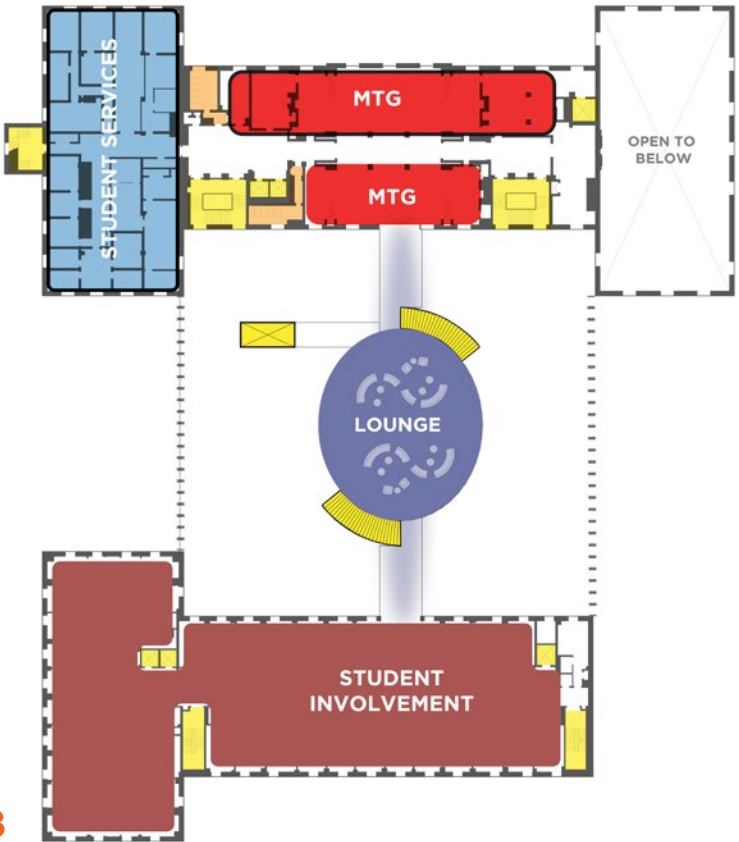 STUDENT SERVICES
MTG
OPEN TO
BELOW
MTG
LOUNGE
STUDENT
INVOLVEMENT